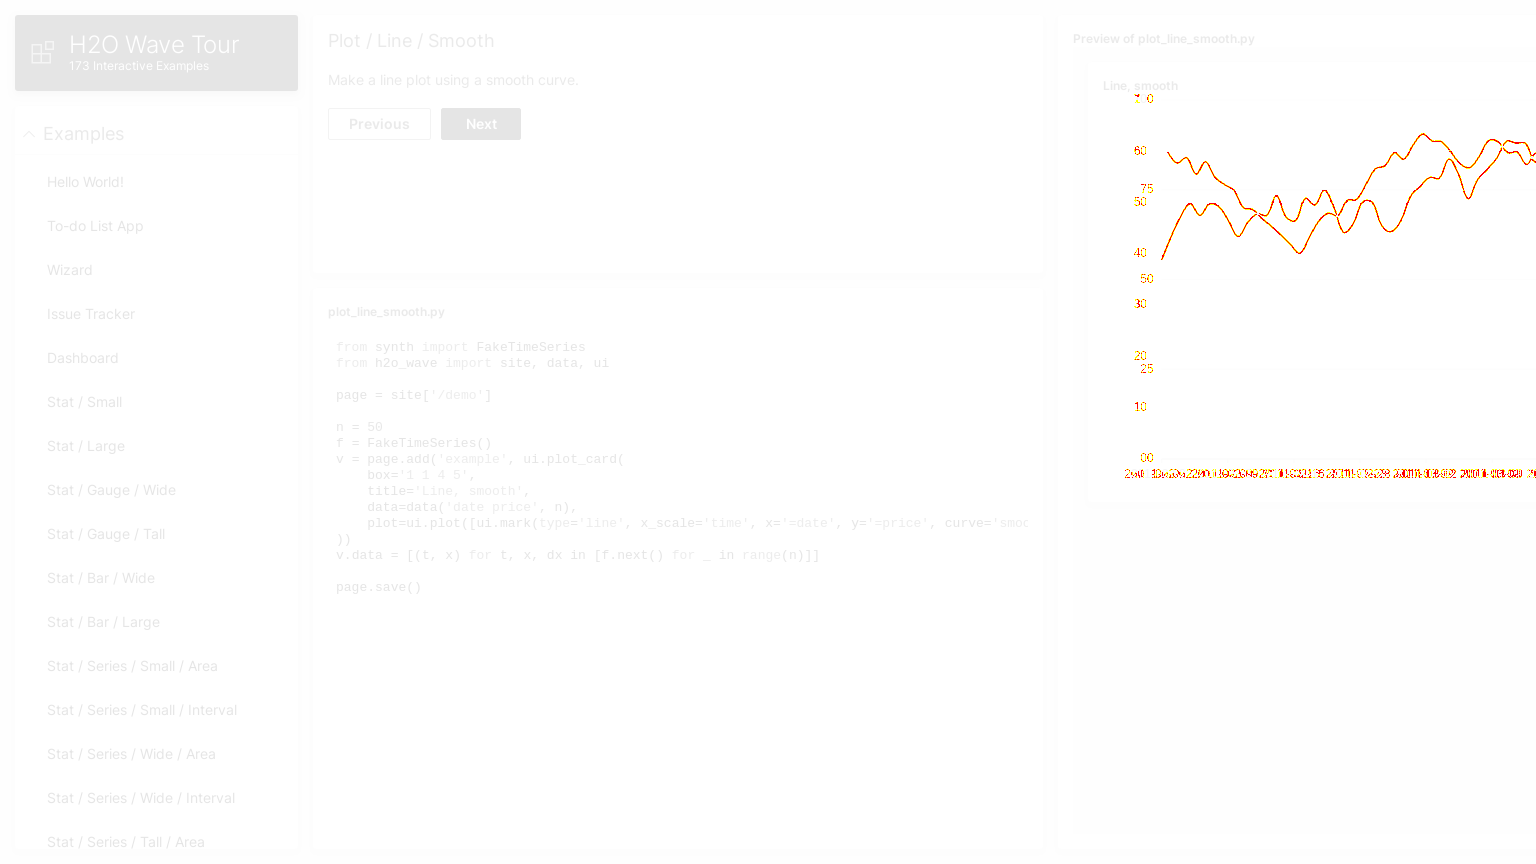 H2O Wave Tour
173 Interactive Examples
Examples
Hello World!
To-do List App
Wizard
Issue Tracker
Dashboard
Stat / Small
Stat / Large
Stat / Gauge / Wide
Stat / Gauge / Tall
Stat / Bar / Wide
Stat / Bar / Large
Stat / Series / Small / Area
Stat / Series / Small / Interval
Stat / Series / Wide / Area
Stat / Series / Wide / Interval
Stat / Series / Tall / Area
Plot / Line / Smooth
Make a line plot using a smooth curve.
Previous Next
plot_line_smooth.py
from synth import FakeTimeSeries
from h2o_wave import site, data, ui
page = site['/demo']
n = 50
f = FakeTimeSeries()
v = page.add('example', ui.plot_card(
    box='1 1 4 5',
    title='Line, smooth',
    data=data('date price', n),
    plot=ui.plot([ui.mark(type='line', x_scale='time', x='=date', y='=price', curve='smoo
))
v.data = [(t, x) for t, x, dx in [f.next() for _ in range(n)]]
page.save()
Preview of plot_line_smooth.py
Line, smooth
60
75
50
40
50
30
20
25
10